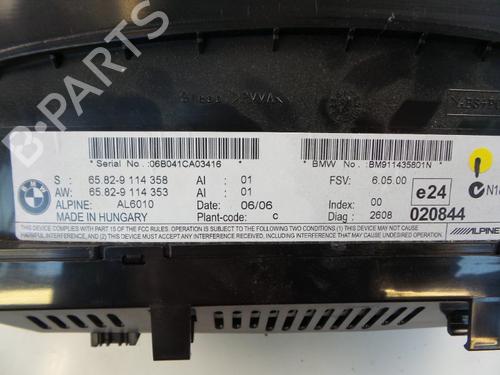 *Serial No.:06B041CA03416*
*BMW No.:BM911435801N*
S : 65.82-9 114 358 AI : 01 FSV: 6.05.00
AW: 65.82-9 114 353 AI : 01
e24
ALPINE: AL6010 Date: 06/06 Index: 00
MADE IN HUNGARY Plant-code: c Diag: 2608 020844
THIS DEVICE COMPLIES WITH PART 15 OF THE FCC RULES. OPERATION IS SUBJECT TO THE FOLLOWING TWO (2) CONDITIONS (1) THIS DEVICE
MAY NOT CAUSE HARMFUL INTERFERENCE, AND (2) THIS DEVICE MUST ACCEPT ANY INTERFERENCE RECEIVED, INCLUDING
INTERFERENCE THAT MAY CAUSE UNDESIRED OPERATION.
ALPINE
BMW
B-PARTS